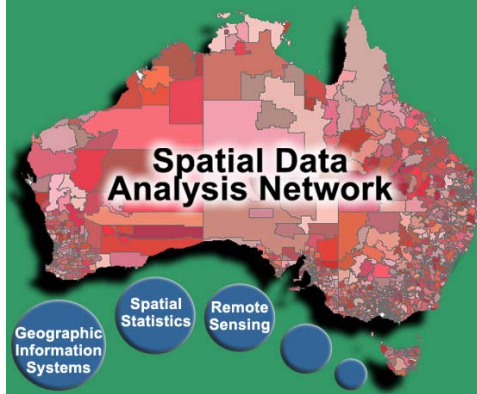 Spatial Data
Analysis Network
Spatial
Statistics
Remote
Sensing
Geographic
Information
Systems